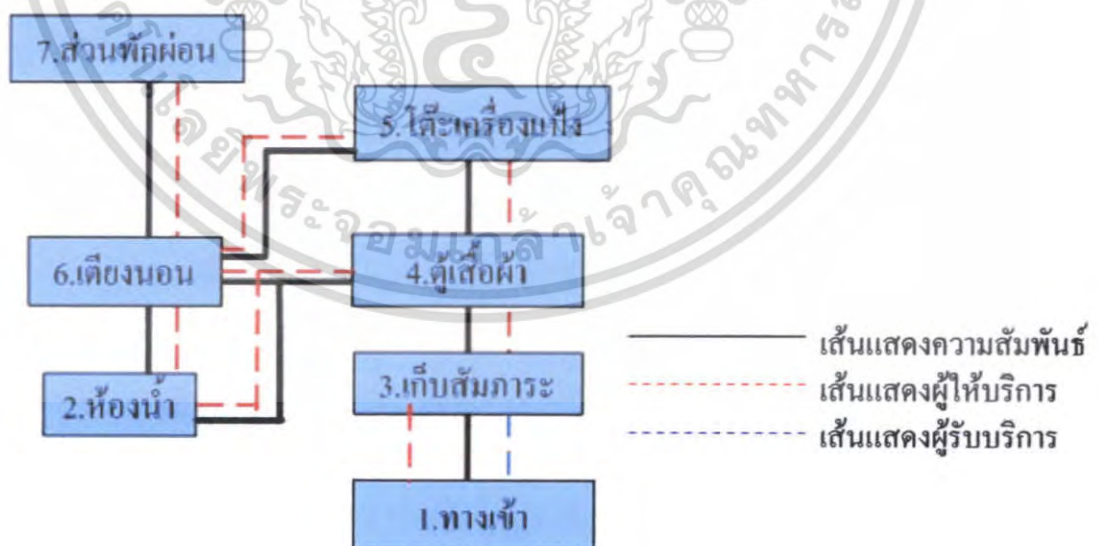 7.ส่วนพักผ่อน
5.โต๊ะเครื่องแป้ง
6.เตียงนอน
4.ตู้เสื้อผ้า
2.ห้องน้ำ
3.เก็บสัมภาระ
1.ทางเข้า
เส้นแสดงความสัมพันธ์
เส้นแสดงผู้ให้บริการ
เส้นแสดงผู้รับบริการ